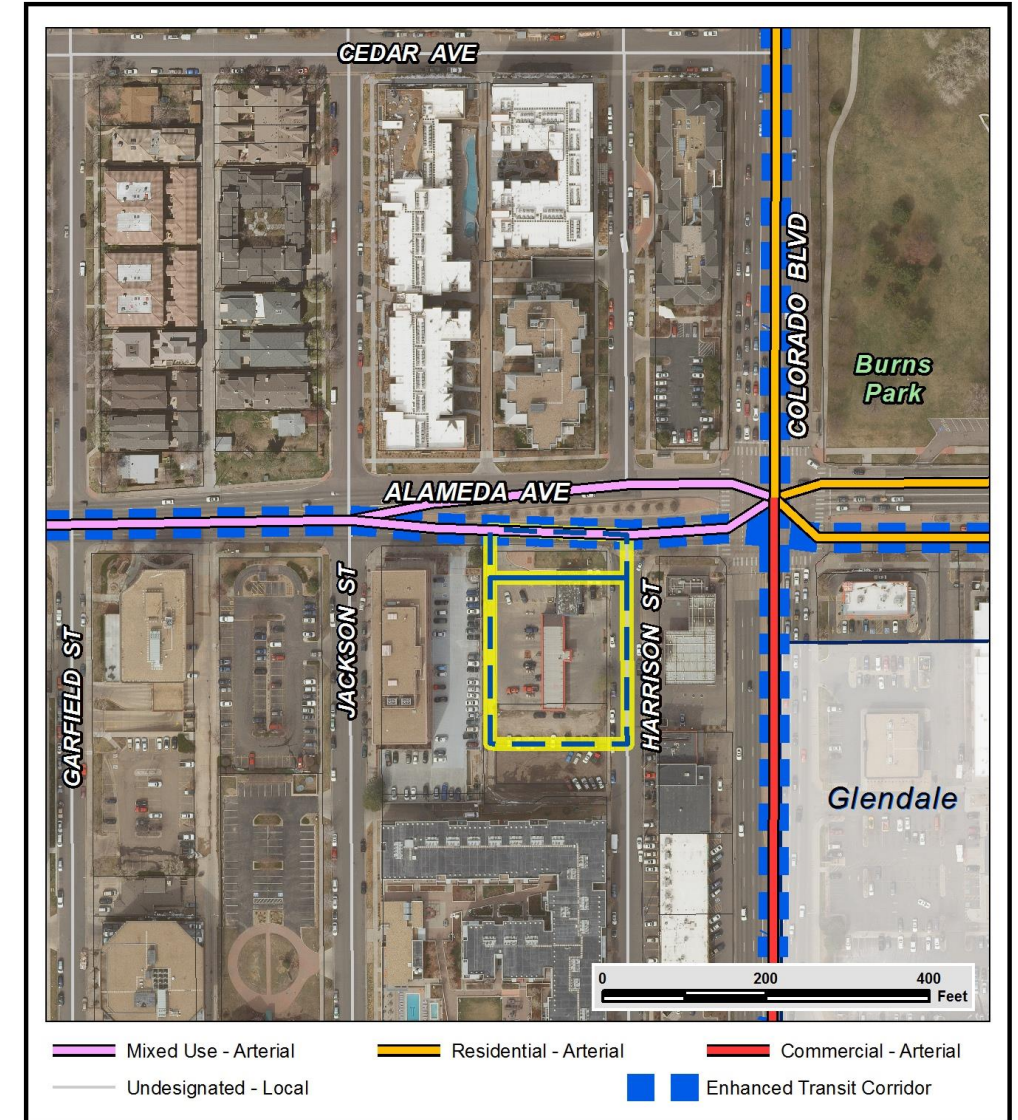 CEDAR AVE
COLORADO BLVD
Burns
Park
ALAMEDA AVE
GARFIELD ST
JACKSON ST
HARRISON ST
Glendale
0 200 400
Feet
Mixed Use - Arterial
Residential - Arterial
Commercial - Arterial
Undesignated - Local
Enhanced Transit Corridor